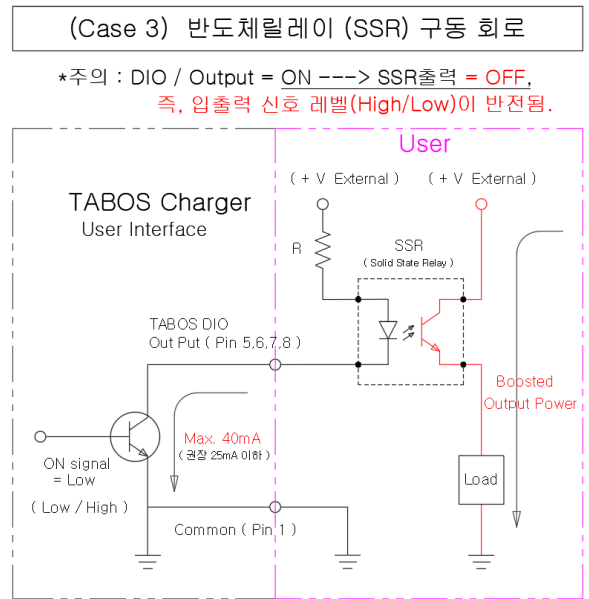 (Case 3) 반도체릴레이 (SSR) 구동 회로
*주의 : DIO / Output = ON ---> SSR출력 = OFF,
즉, 입출력 신호 레벨(High/Low)이 반전됨.
User
( + V External )
( + V External )
TABOS Charger
User Interface
R
SSR
( Solid State Relay )
TABOS DIO
Out Put ( Pin 5,6,7,8 )
Boosted
Output Power
Max. 40mA
( 권장 25mA 이하 )
ON signal
= Low
( Low / High )
Load
Common ( Pin 1 )